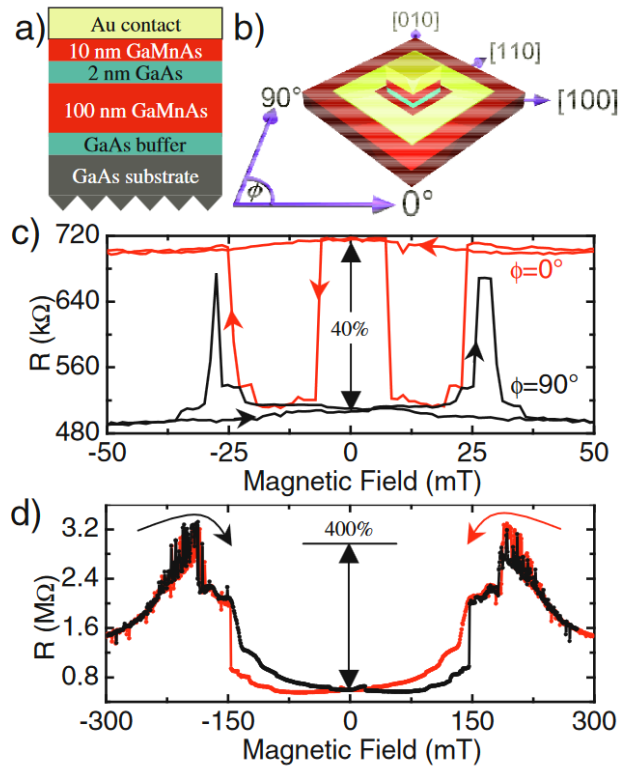 a)
Au contact
10 nm GaMnAs
2 nm GaAs
100 nm GaMnAs
GaAs buffer
GaAs substrate
b)
[010]
[110]
[100]
90°
ϕ
0°
c)
720
640
560
480
R (kΩ)
40%
ϕ=0°
ϕ=90°
-50 -25 0 25 50
Magnetic Field (mT)
d)
3.2
2.4
1.6
0.8
R (MΩ)
400%
-300 -150 0 150 300
Magnetic Field (mT)